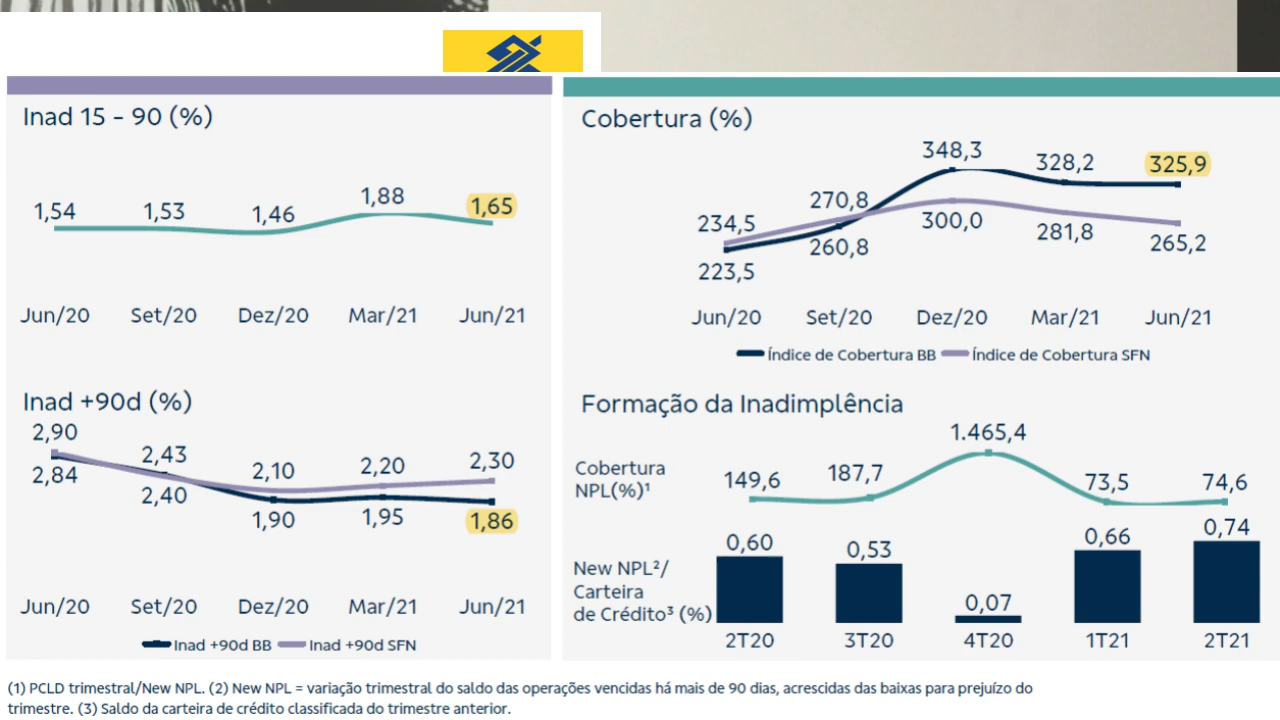 Inad 15 - 90 (%)
1,54 1,53 1,46 1,88 1,65
Jun/20 Set/20 Dez/20 Mar/21 Jun/21
Inad +90d (%)
2,90 2,43 2,10 2,20 2,30
2,84 2,40 1,90 1,95 1,86
Jun/20 Set/20 Dez/20 Mar/21 Jun/21
Inad +90d BB Inad +90d SFN
Cobertura (%)
234,5 270,8 348,3 328,2 325,9
223,5 260,8 300,0 281,8 265,2
Jun/20 Set/20 Dez/20 Mar/21 Jun/21
Índice de Cobertura BB Índice de Cobertura SFN
Formação da Inadimplência
Cobertura
NPL(%)¹
149,6 187,7 1.465,4 73,5 74,6
New NPL²/
Carteira
de Crédito³ (%)
0,60 0,53 0,07 0,66 0,74
2T20 3T20 4T20 1T21 2T21
(1) PCLD trimestral/New NPL. (2) New NPL = variação trimestral do saldo das operações vencidas há mais de 90 dias, acrescidas das baixas para prejuízo do
trimestre. (3) Saldo da carteira de crédito classificada do trimestre anterior.